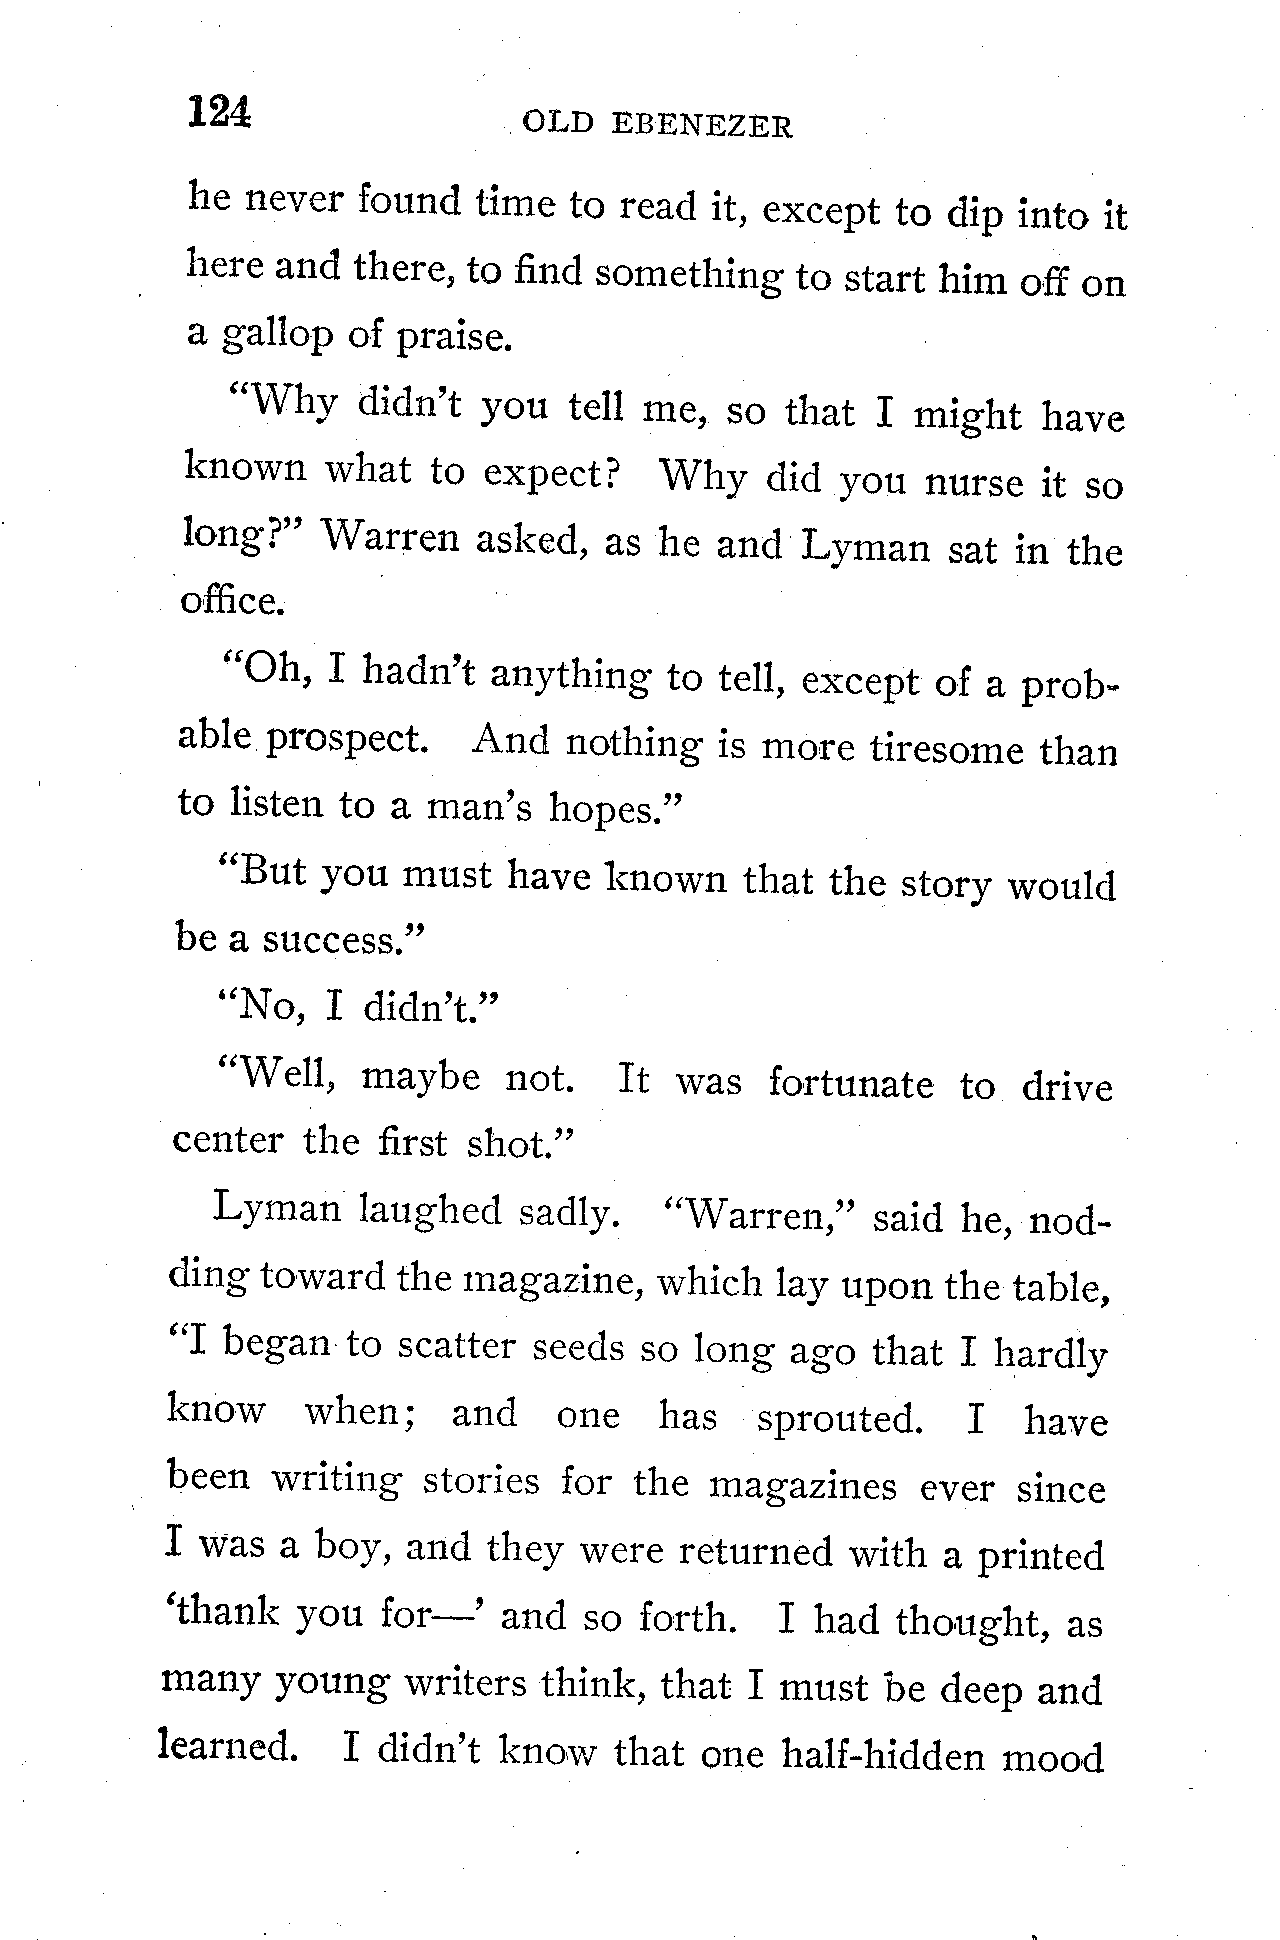 124 OLD EBENEZER
he never found time to read it, except to dip into it
here and there, to find something to start him off on
a gallop of praise.
“Why didn’t you tell me, so that I might have
known what to expect? Why did you nurse it so
long?” Warren asked, as he and Lyman sat in the
office.
“Oh, I hadn’t anything to tell, except of a prob-
able prospect. And nothing is more tiresome than
to listen to a man’s hopes.”
“But you must have known that the story would
be a success.”
“No, I didn’t.”
“Well, maybe not. It was fortunate to drive
center the first shot.”
Lyman laughed sadly. “Warren,” said he, nod-
ding toward the magazine, which lay upon the table,
“I began to scatter seeds so long ago that I hardly
know when; and one has sprouted. I have
been writing stories for the magazines ever since
I was a boy, and they were returned with a printed
‘thank you for—’ and so forth. I had thought, as
many young writers think, that I must be deep and
learned. I didn’t know that one half-hidden mood